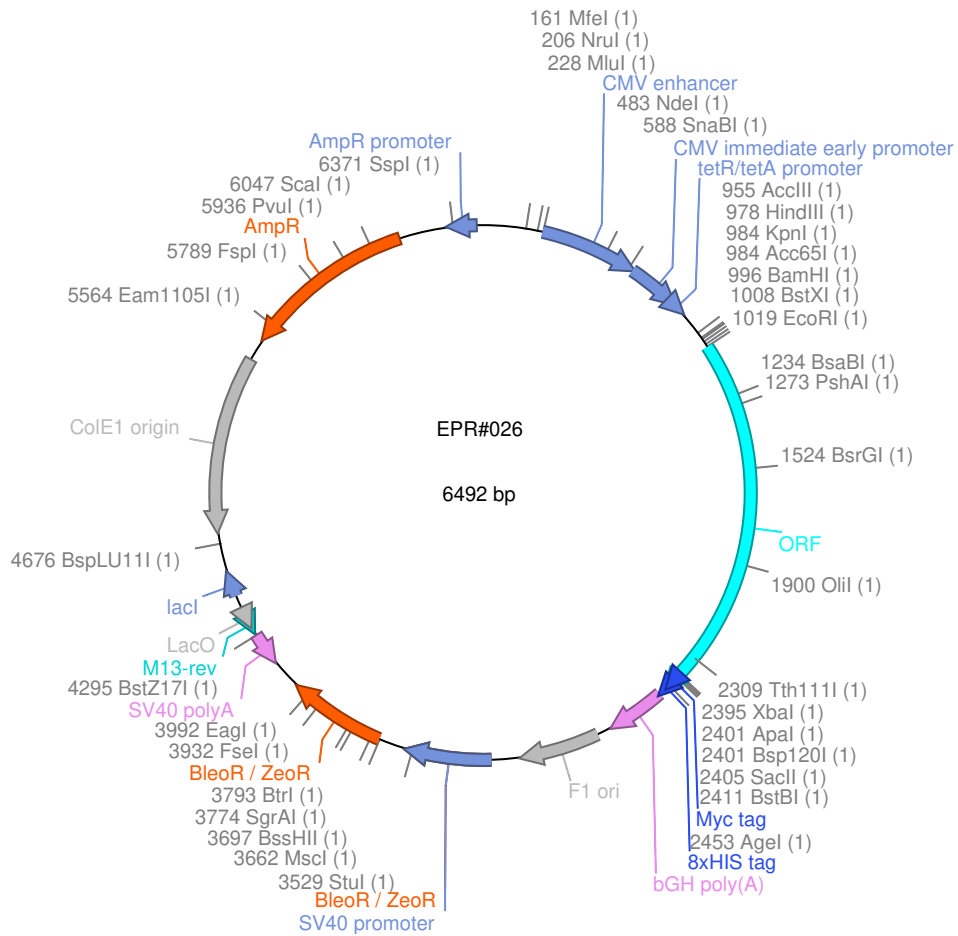 161 MfeI (1)
206 NruI (1)
228 MluI (1)
CMV enhancer
483 NdeI (1)
588 SnaBI (1)
CMV immediate early promoter
tetR/tetA promoter
955 AccIII (1)
978 HindIII (1)
984 KpnI (1)
984 Acc65I (1)
996 BamHI (1)
1008 BstXI (1)
1019 EcoRI (1)
1234 BsaBI (1)
1273 PshAI (1)
1524 BsrGI (1)
ORF
1900 OliI (1)
2309 Tth111I (1)
2395 XbaI (1)
2401 ApaI (1)
2401 Bsp120I (1)
2405 SacII (1)
2411 BstBI (1)
Myc tag
2453 AgeI (1)
8xHIS tag
bGH poly(A)
F1 ori
SV40 promoter
BleoR / ZeoR
3529 StuI (1)
3662 MscI (1)
3697 BssHII (1)
3774 SgrAI (1)
3793 BtrI (1)
BleoR / ZeoR
3932 FseI (1)
3992 EagI (1)
SV40 polyA
4295 BstZ17I (1)
M13-rev
LacO
lacI
4676 BspLU11I (1)
ColE1 origin
5564 Eam1105I (1)
5789 FspI (1)
AmpR
5936 PvuI (1)
6047 ScaI (1)
6371 SspI (1)
AmpR promoter
EPR#026
6492 bp